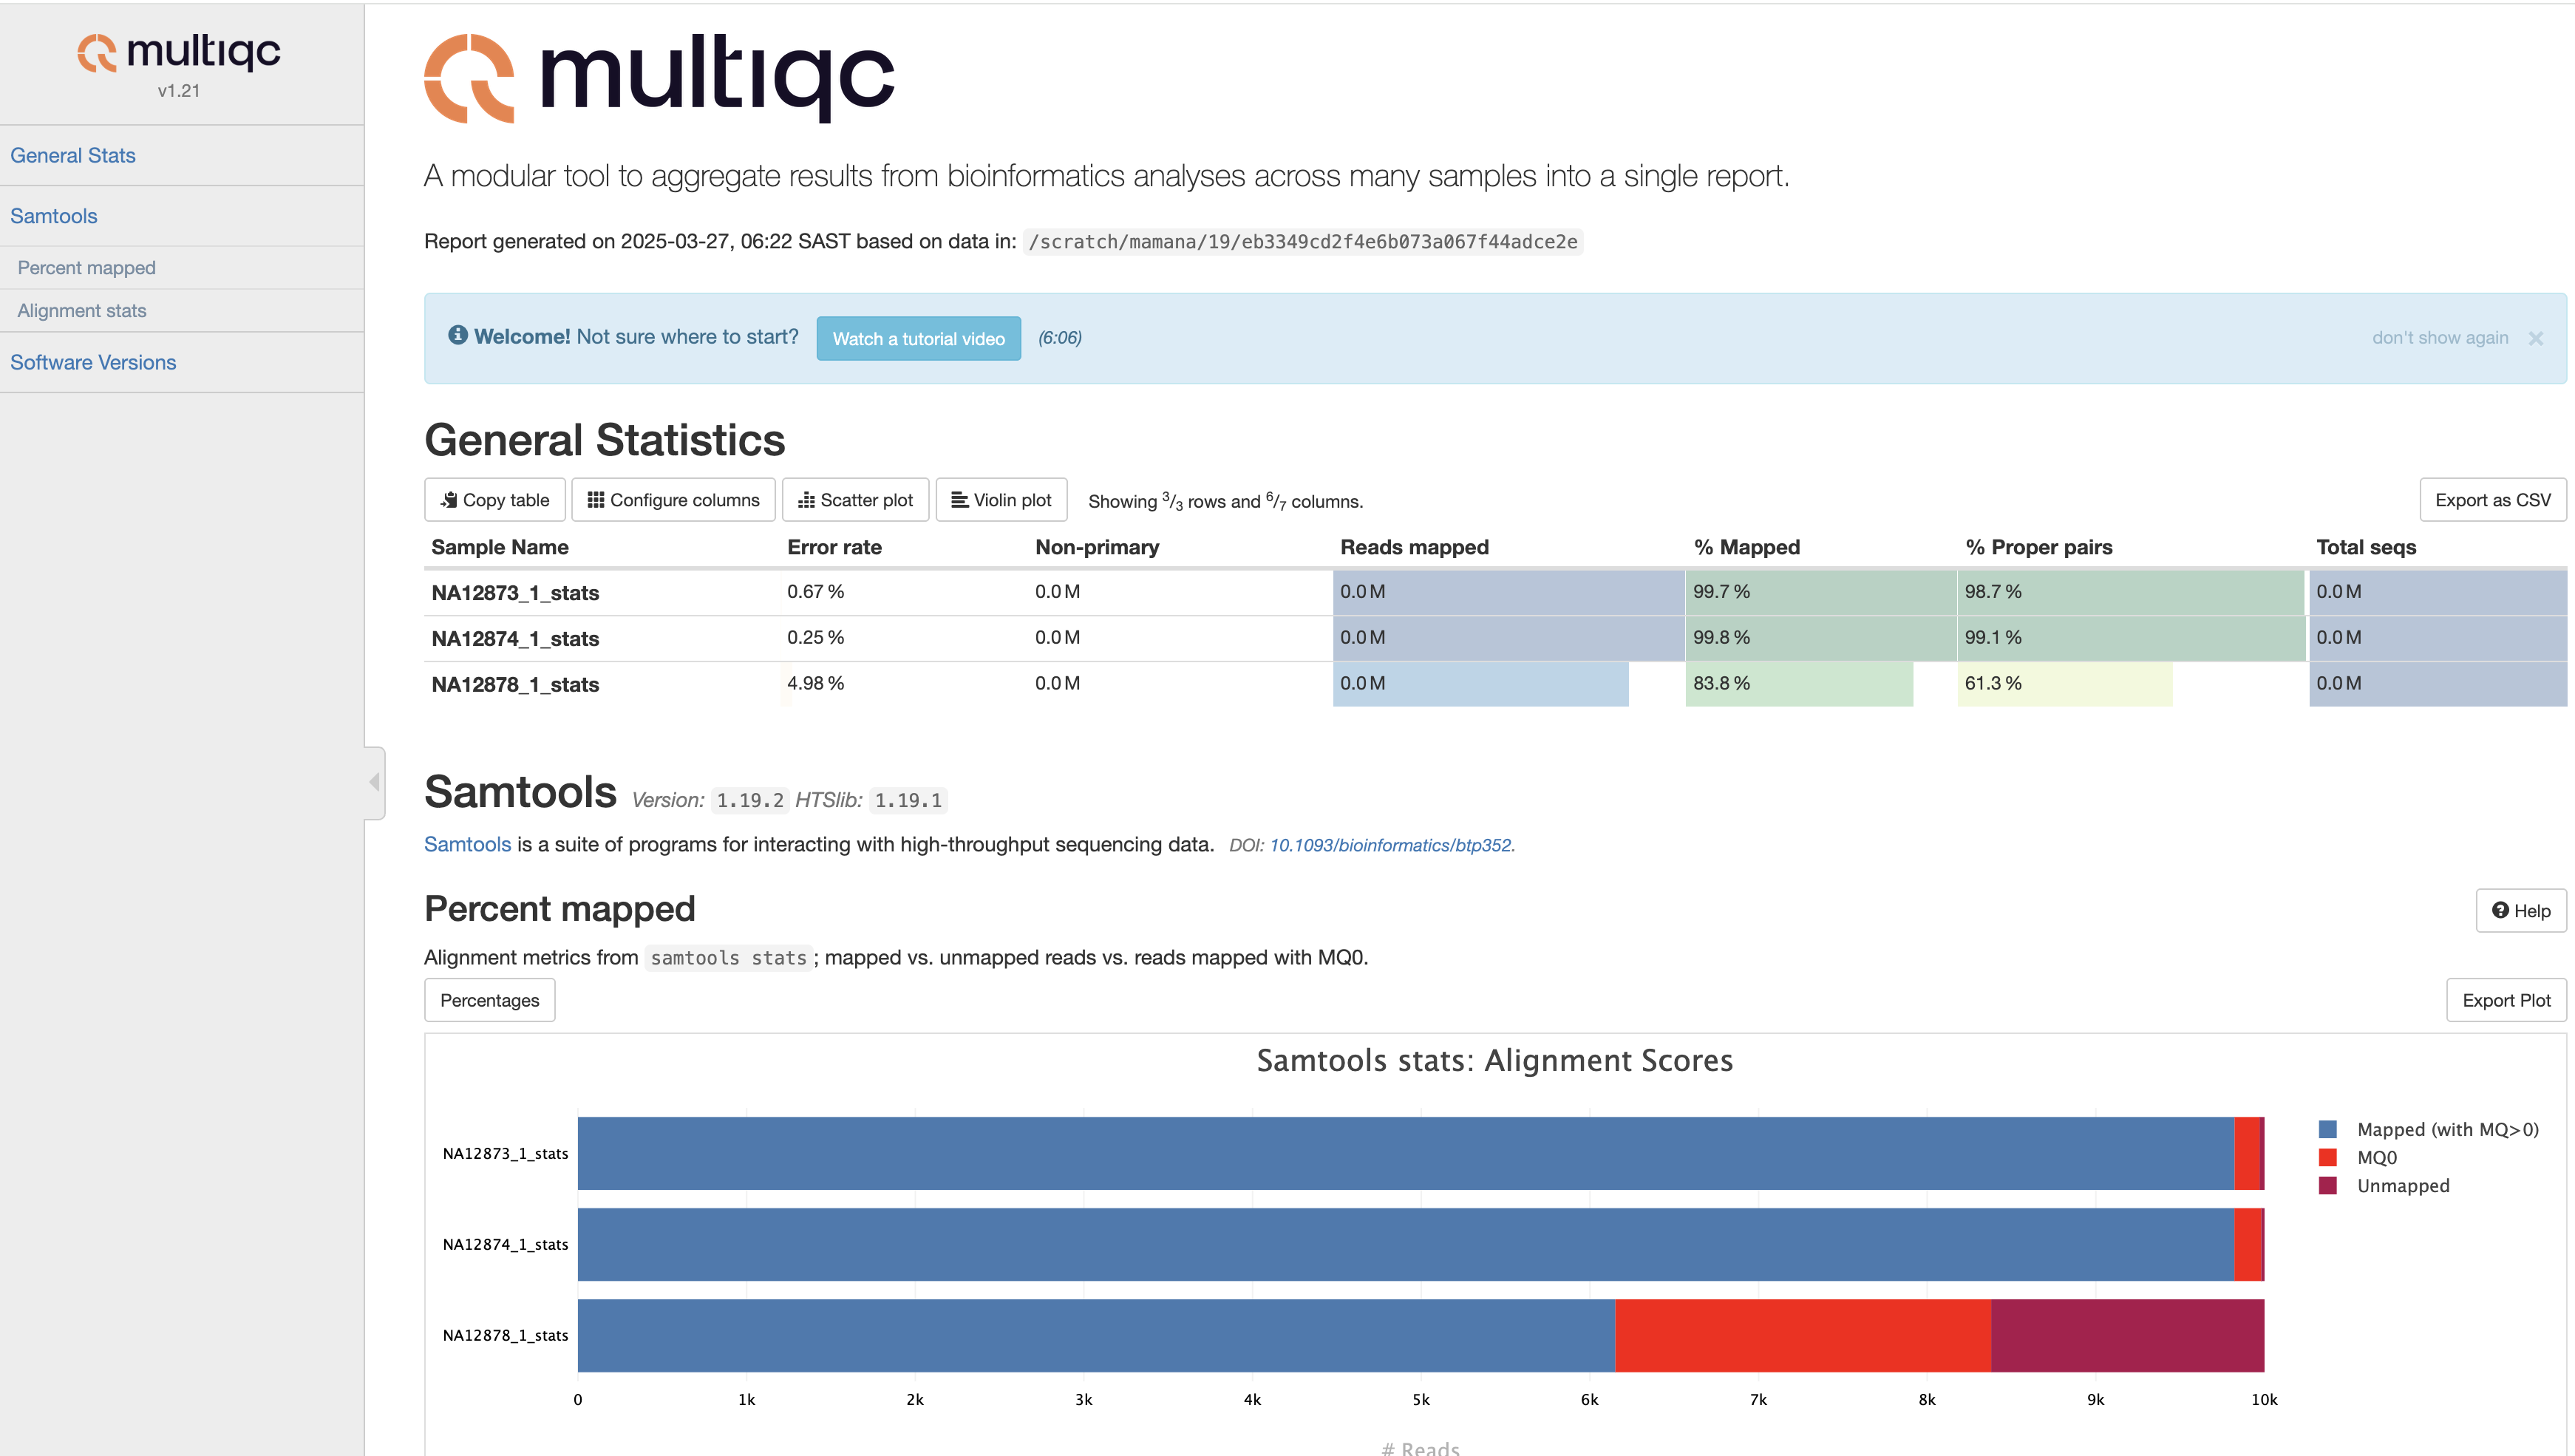 multiqc
v1.21
General Stats
Samtools
Percent mapped
Alignment stats
Software Versions
multiqc
A modular tool to aggregate results from bioinformatics analyses across many samples into a single report.
Report generated on 2025-03-27, 06:22 SAST based on data in: /scratch/mamana/19/eb3349cd2f4e6b073a067f44adce2e
Welcome! Not sure where to start? Watch a tutorial video (6:06) don't show again ×
General Statistics
Copy table Configure columns Scatter plot Violin plot Showing 3/3 rows and 6/7 columns. Export as CSV
Sample Name Error rate Non-primary Reads mapped % Mapped % Proper pairs Total seqs
NA12873_1_stats 0.67 % 0.0 M 0.0 M 99.7 % 98.7 % 0.0 M
NA12874_1_stats 0.25 % 0.0 M 0.0 M 99.8 % 99.1 % 0.0 M
NA12878_1_stats 4.98 % 0.0 M 0.0 M 83.8 % 61.3 % 0.0 M
Samtools Version: 1.19.2 HTSlib: 1.19.1
Samtools is a suite of programs for interacting with high-throughput sequencing data. DOI: 10.1093/bioinformatics/btp352.
Percent mapped
Help
Alignment metrics from samtools stats; mapped vs. unmapped reads vs. reads mapped with MQ0.
Percentages Export Plot
Samtools stats: Alignment Scores
NA12873_1_stats
NA12874_1_stats
NA12878_1_stats
Mapped (with MQ>0)
MQ0
Unmapped
0 1k 2k 3k 4k 5k 6k 7k 8k 9k 10k
# Reads